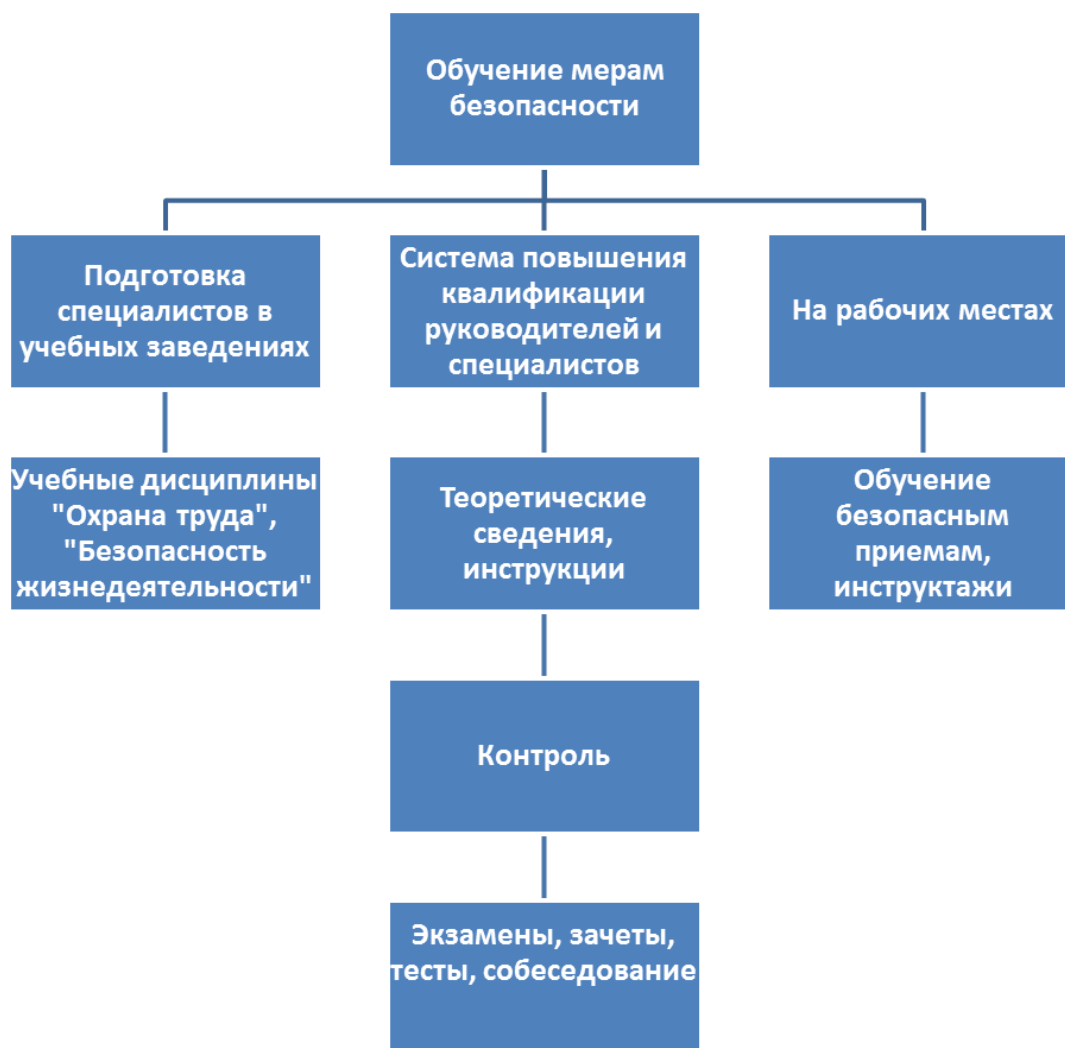 Обучение мерам
безопасности
Подготовка
специалистов в
учебных заведениях
Система повышения
квалификации
руководителей и
специалистов
На рабочих местах
Учебные дисциплины
"Охрана труда",
"Безопасность
жизнедеятельности"
Теоретические
сведения,
инструкции
Обучение
безопасным
приемам,
инструктажи
Контроль
Экзамены, зачеты,
тесты, собеседование